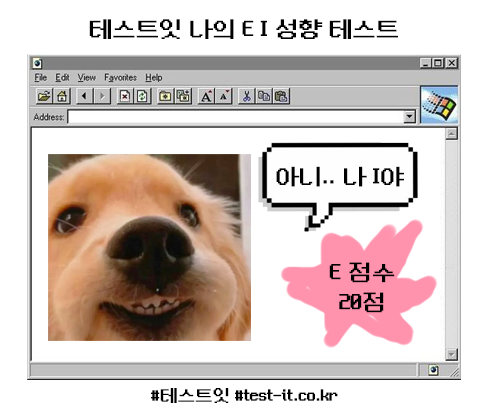 테스트잇 나의 E I 성향 테스트
File Edit View Favorites Help
Address:
아니.. 나 I야
E 점수
20점
#테스트잇 #test-it.co.kr